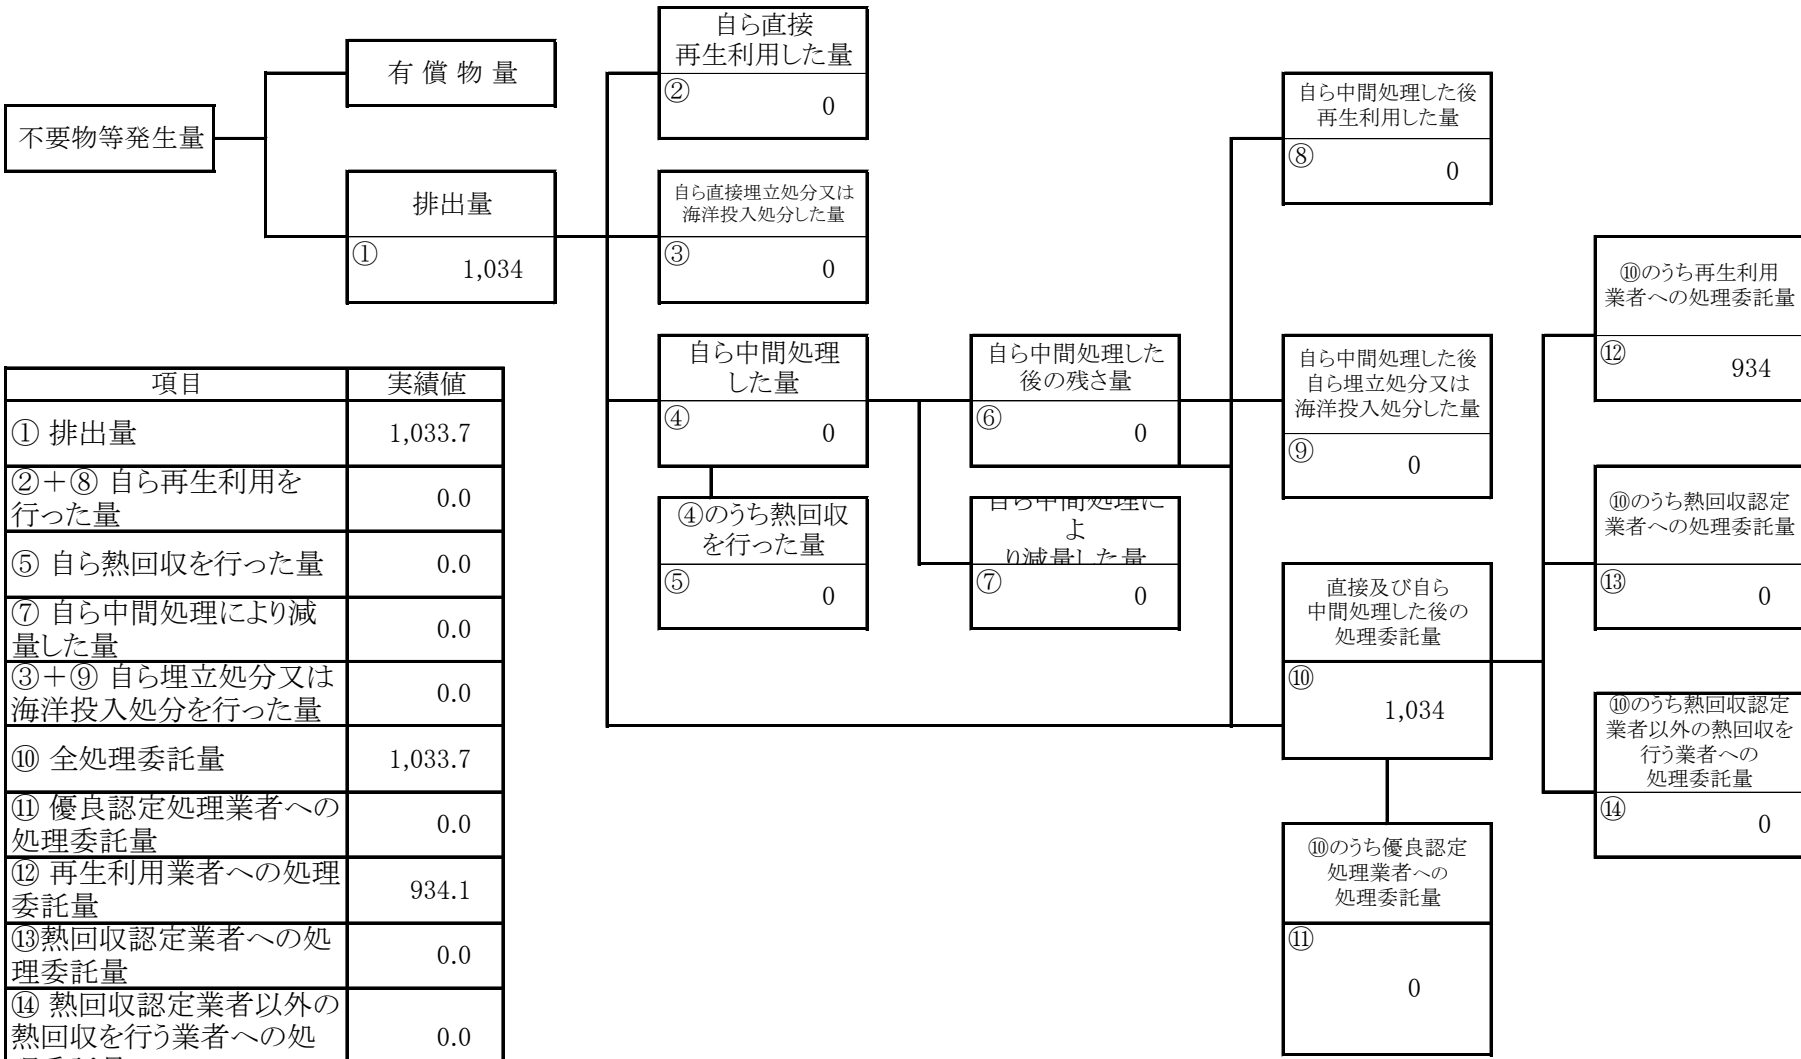 自ら直接
再生利用した量
②
0
有 償 物 量
不要物等発生量
排出量
①
1,034
自ら直接埋立処分又は
海洋投入処分した量
③
0
自ら中間処理
した量
④
0
④のうち熱回収
を行った量
⑤
0
自ら中間処理した
後の残さ量
⑥
0
自ら中間処理によ
り減量した量
⑦
0
自ら中間処理した後
再生利用した量
⑧
0
自ら中間処理した後
自ら埋立処分又は
海洋投入処分した量
⑨
0
直接及び自ら
中間処理した後の
処理委託量
⑩
1,034
⑩のうち優良認定
処理業者への
処理委託量
⑪
0
⑩のうち再生利用
業者への処理委託量
⑫
934
⑩のうち熱回収認定
業者への処理委託量
⑬
0
⑩のうち熱回収認定
業者以外の熱回収を
行う業者への
処理委託量
⑭
0
項目 実績値
① 排出量 1,033.7
②＋⑧ 自ら再生利用を
行った量 0.0
⑤ 自ら熱回収を行った量 0.0
⑦ 自ら中間処理により減
量した量 0.0
③＋⑨ 自ら埋立処分又は
海洋投入処分を行った量 0.0
⑩ 全処理委託量 1,033.7
⑪ 優良認定処理業者への
処理委託量 0.0
⑫ 再生利用業者への処理
委託量 934.1
⑬熱回収認定業者への処
理委託量 0.0
⑭ 熱回収認定業者以外の
熱回収を行う業者への処 0.0